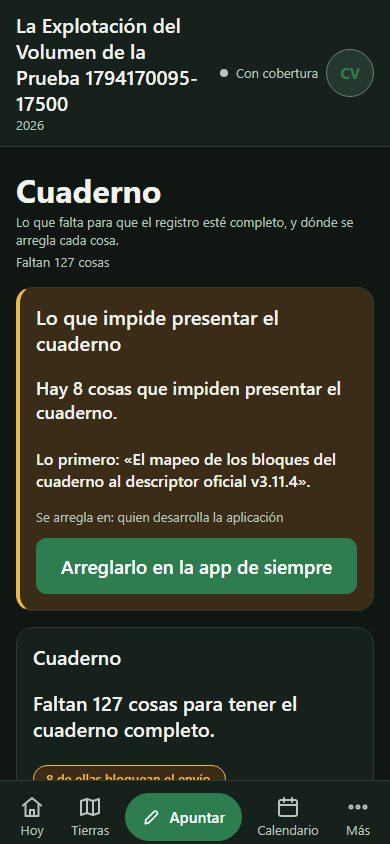 La Explotación del
Volumen de la
Prueba 1794170095-
17500
2026
Con cobertura
CV
Cuaderno
Lo que falta para que el registro esté completo, y dónde se
arregla cada cosa.
Faltan 127 cosas
Lo que impide presentar el
cuaderno
Hay 8 cosas que impiden presentar el
cuaderno.
Lo primero: «El mapeo de los bloques del
cuaderno al descriptor oficial v3.11.4».
Se arregla en: quien desarrolla la aplicación
Arreglarlo en la app de siempre
Cuaderno
Faltan 127 cosas para tener el
cuaderno completo.
8 de ellas bloquean el envío
Hoy
Tierras
Apuntar
Calendario
Más